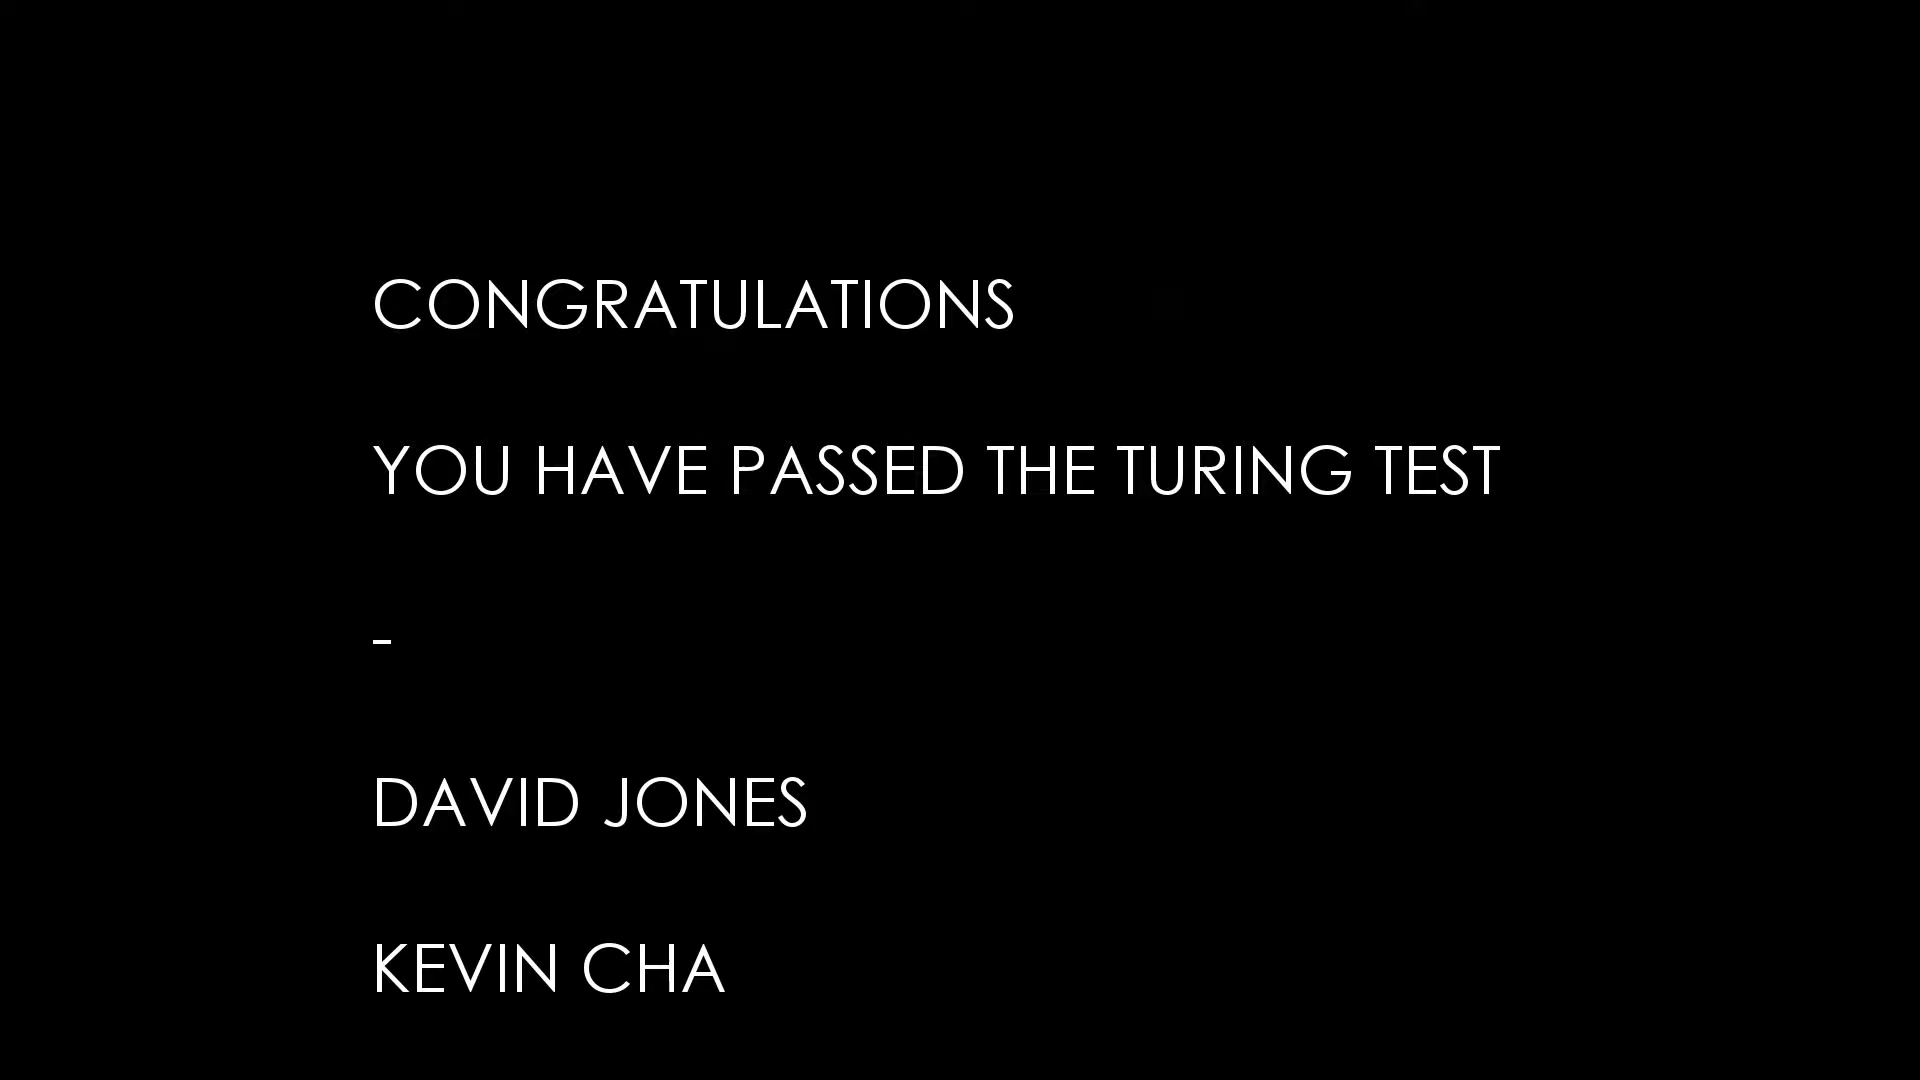 CONGRATULATIONS
YOU HAVE PASSED THE TURING TEST
-
DAVID JONES
KEVIN CHA